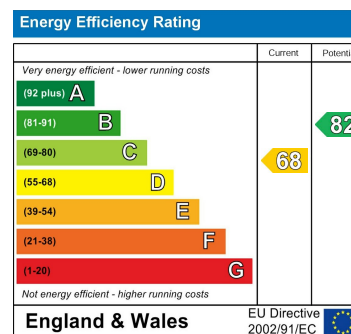 Energy Efficiency Rating
Current Potenti
Very energy efficient - lower running costs
(92 plus) A
(81-91) B
82
(69-80) C
68
(55-68) D
(39-54) E
(21-38) F
(1-20) G
Not energy efficient - higher running costs
England & Wales
EU Directive
2002/91/EC